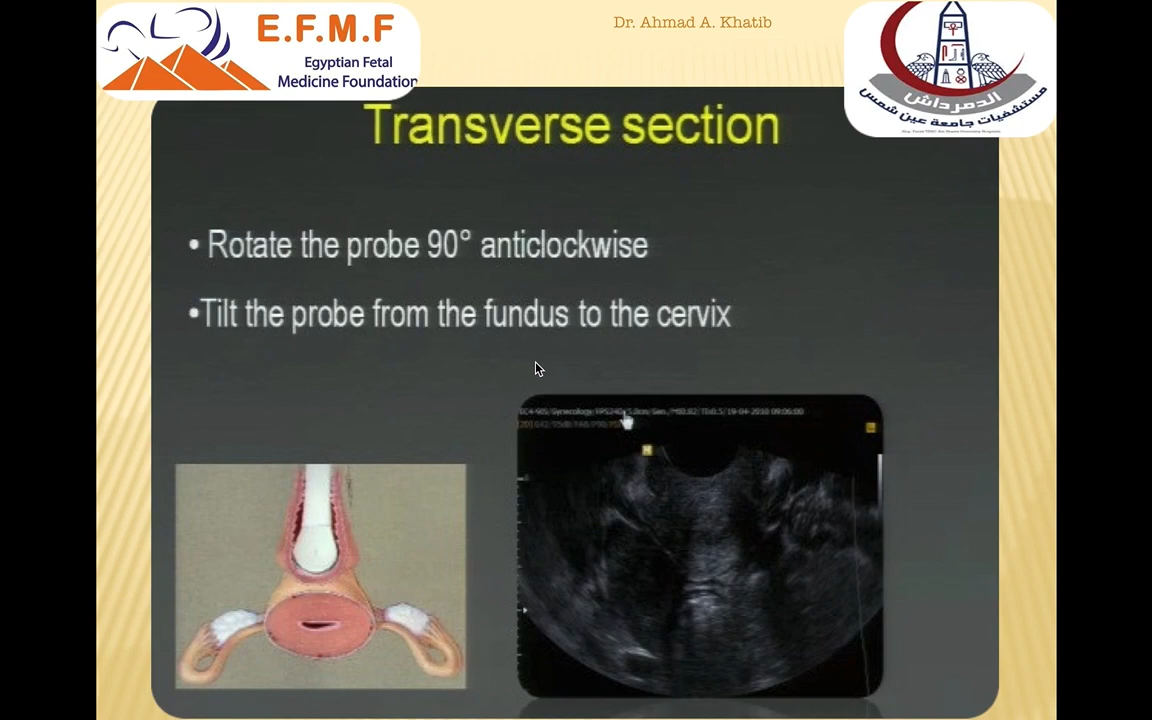 E.F.M.F
Egyptian Fetal
Medicine Foundation
Dr. Ahmad A. Khatib
الدمرداش
مستشفيات جامعة عين شمس
Transverse section
• Rotate the probe 90° anticlockwise
•Tilt the probe from the fundus to the cervix